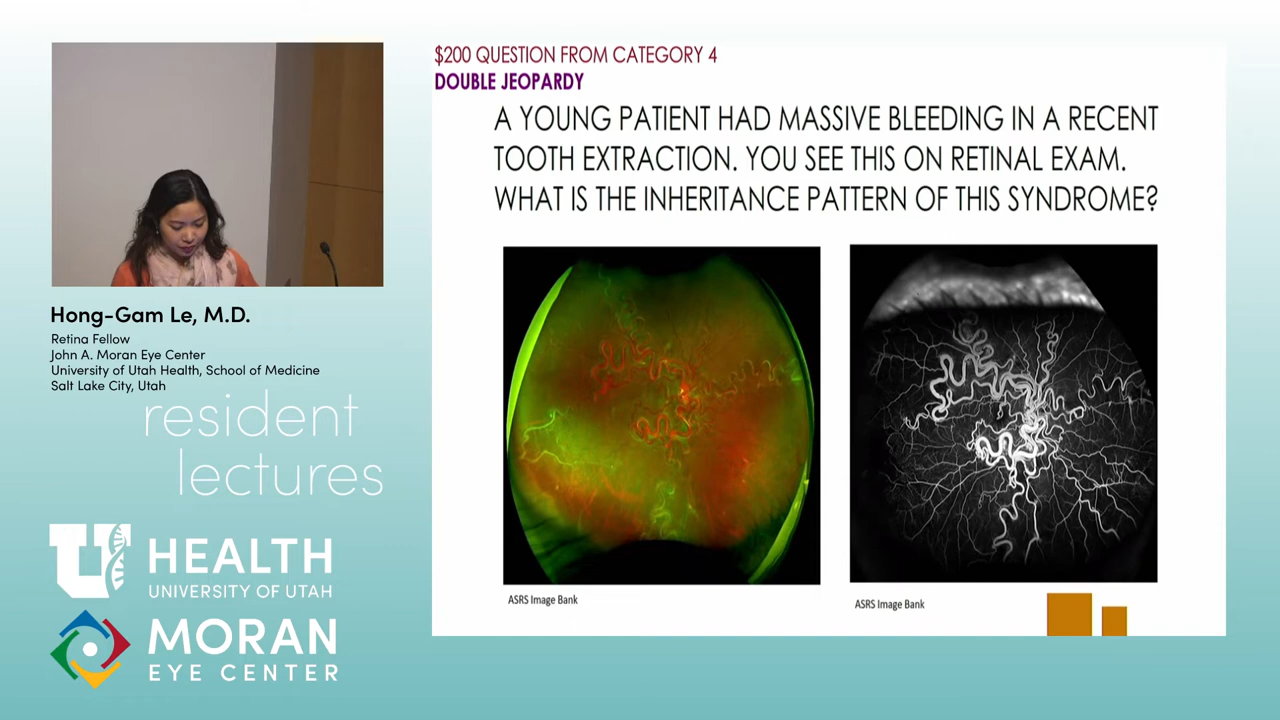 $200 QUESTION FROM CATEGORY 4
DOUBLE JEOPARDY
A YOUNG PATIENT HAD MASSIVE BLEEDING IN A RECENT
TOOTH EXTRACTION. YOU SEE THIS ON RETINAL EXAM.
WHAT IS THE INHERITANCE PATTERN OF THIS SYNDROME?
ASRS Image Bank
ASRS Image Bank
Hong-Gam Le, M.D.
Retina Fellow
John A. Moran Eye Center
University of Utah Health, School of Medicine
Salt Lake City, Utah
resident
lectures
U HEALTH
UNIVERSITY OF UTAH
MORAN
EYE CENTER